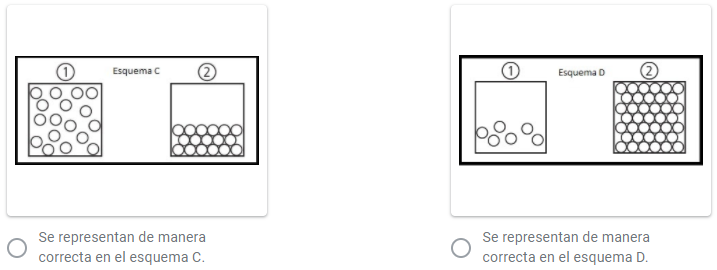 ① Esquema C ②
Se representan de manera
correcta en el esquema C.
① Esquema D ②
Se representan de manera
correcta en el esquema D.